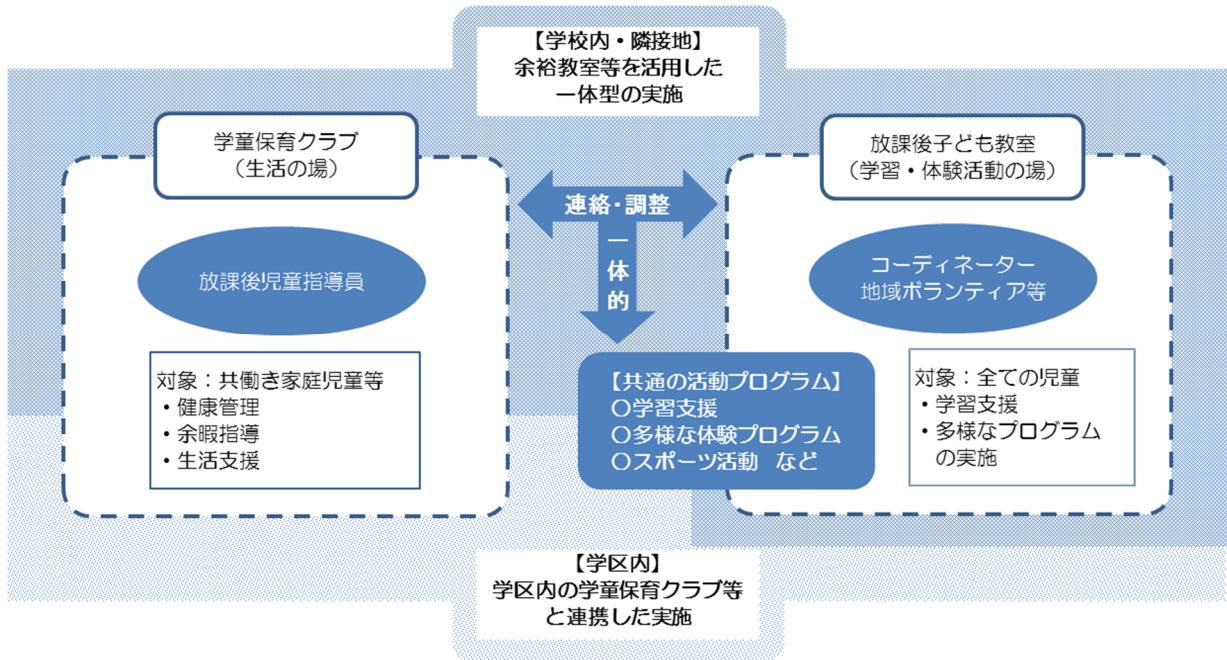 【学校内・隣接地】
余裕教室等を活用した
一体型の実施
学童保育クラブ
（生活の場）
放課後児童指導員
対象：共働き家庭児童等
・健康管理
・余暇指導
・生活支援
連絡・調整
一体的
【共通の活動プログラム】
〇学習支援
〇多様な体験プログラム
〇スポーツ活動　など
放課後子ども教室
（学習・体験活動の場）
コーディネーター
地域ボランティア等
対象：全ての児童
・学習支援
・多様なプログラム
の実施
【学区内】
学区内の学童保育クラブ等
と連携した実施